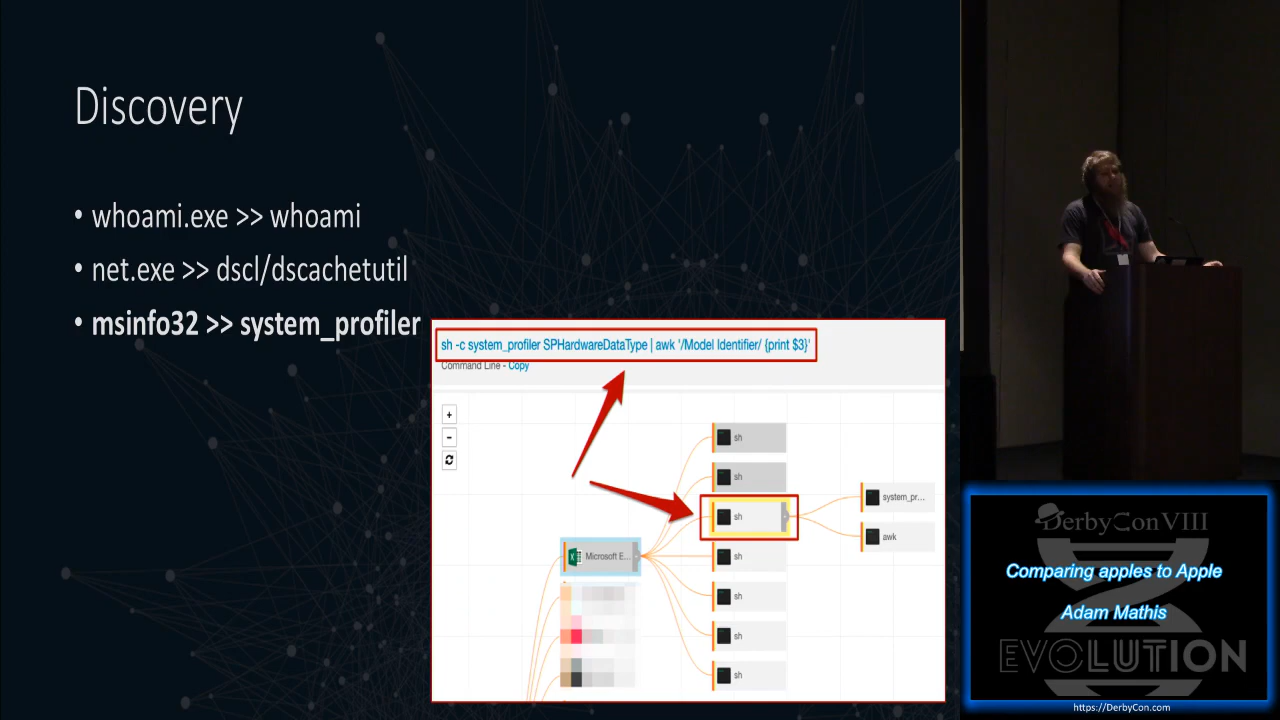 Discovery
• whoami.exe >> whoami
• net.exe >> dscl/dscachetutil
• msinfo32 >> system_profiler
sh -c system_profiler SPHardwareDataType | awk '/Model Identifier/ {print $3}'
Command Line - Copy
+
-
sh
sh
sh
system_pr...
awk
Microsoft E...
sh
sh
sh
sh
DerbyCon VIII
Comparing apples to Apple
Adam Mathis
EVOLUTION
https://DerbyCon.com